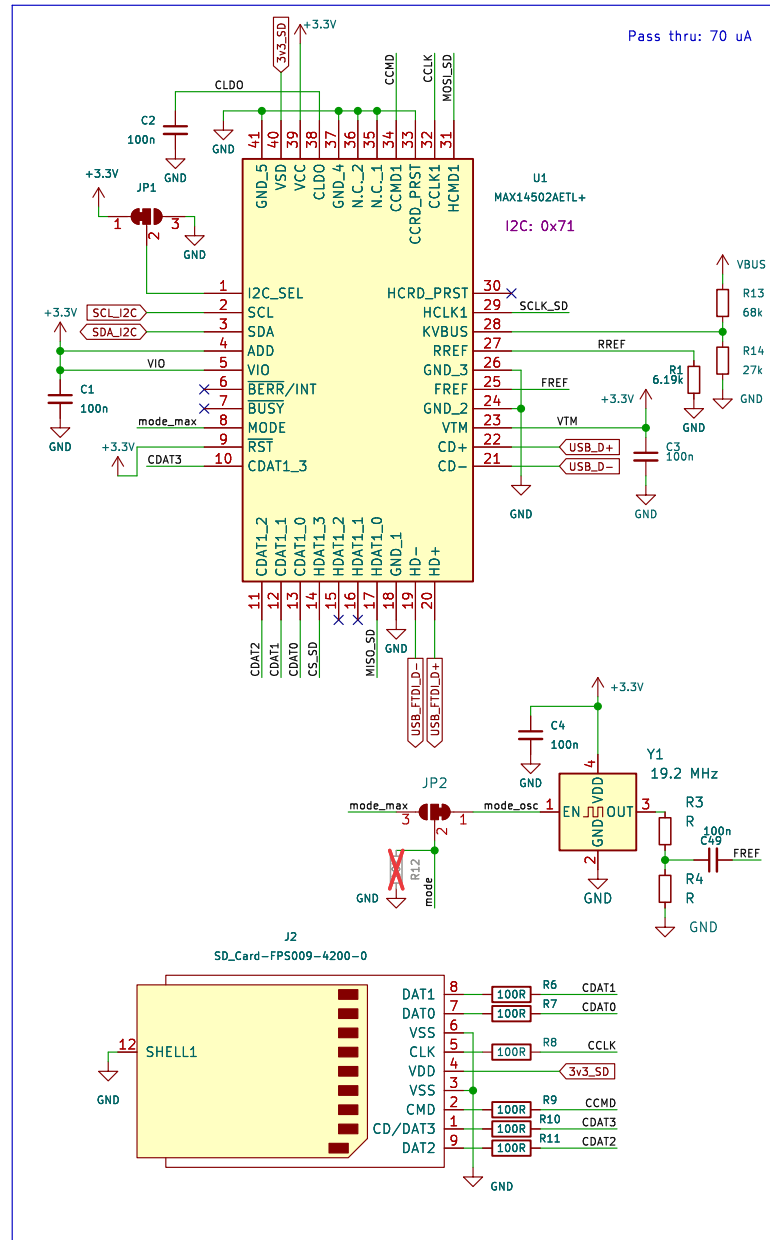 Pass thru: 70 uA
3v3_SD
+3.3V
CLDO
CCMD
CCLK
MOSI_SD
C2
100n
GND
GND
41 40 39 38 37 36 35 34 33 32 31
GND_5 VSD VCC CLDO GND_4 N.C._2 N.C._1 CCMD1 CCRD_PRST CCLK1 HCMD1
U1
MAX14502AETL+
I2C: 0x71
+3.3V
JP1
1 2 3
GND
1 I2C_SEL
SCL_I2C 2 SCL
SDA_I2C 3 SDA
+3.3V
4 ADD
VIO 5 VIO
6 BERR/INT
7 BUSY
mode_max 8 MODE
+3.3V 9 RST
CDAT3 10 CDAT1_3
C1
100n
GND
HCRD_PRST 30
HCLK1 29 SCLK_SD
KVBUS 28
RREF 27 RREF
GND_3 26
FREF 25 FREF
GND_2 24
VTM 23 VTM
CD+ 22 USB_D+
CD- 21 USB_D-
VBUS
R13
68k
R14
27k
GND
R1
6.19k
GND
+3.3V
C3
100n
GND
GND
CDAT1_2 CDAT1_1 CDAT1_0 HDAT1_3 HDAT1_2 HDAT1_1 HDAT1_0 GND_1 HD- HD+
11 12 13 14 15 16 17 18 19 20
CDAT2 CDAT1 CDAT0 CS_SD MISO_SD
GND
USB_FTDI_D-
USB_FTDI_D+
+3.3V
C4
100n
GND
Y1
19.2 MHz
4
VDD
1 EN OUT 3
GND
2
GND
JP2
mode_max 3 2 1 mode_osc
R12
GND
mode
R3
R
100n
C49
FREF
R4
R
GND
J2
SD_Card-FPS009-4200-0
DAT1 8 100R R6 CDAT1
DAT0 7 100R R7 CDAT0
VSS 6
12 SHELL1
CLK 5 100R R8 CCLK
VDD 4 3v3_SD
VSS 3
CMD 2 100R R9 CCMD
CD/DAT3 1 100R R10 CDAT3
DAT2 9 100R R11 CDAT2
GND
GND